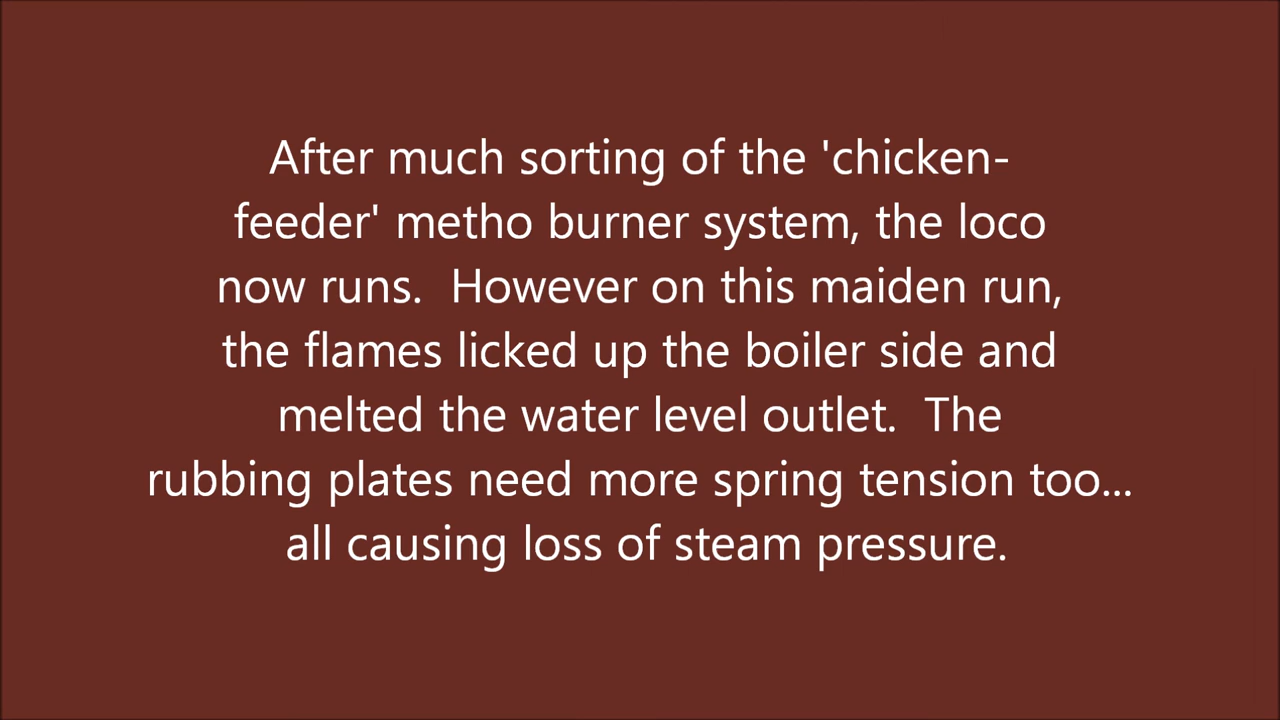 After much sorting of the 'chicken-
feeder' metho burner system, the loco
now runs.  However on this maiden run,
the flames licked up the boiler side and
melted the water level outlet.  The
rubbing plates need more spring tension too...
all causing loss of steam pressure.